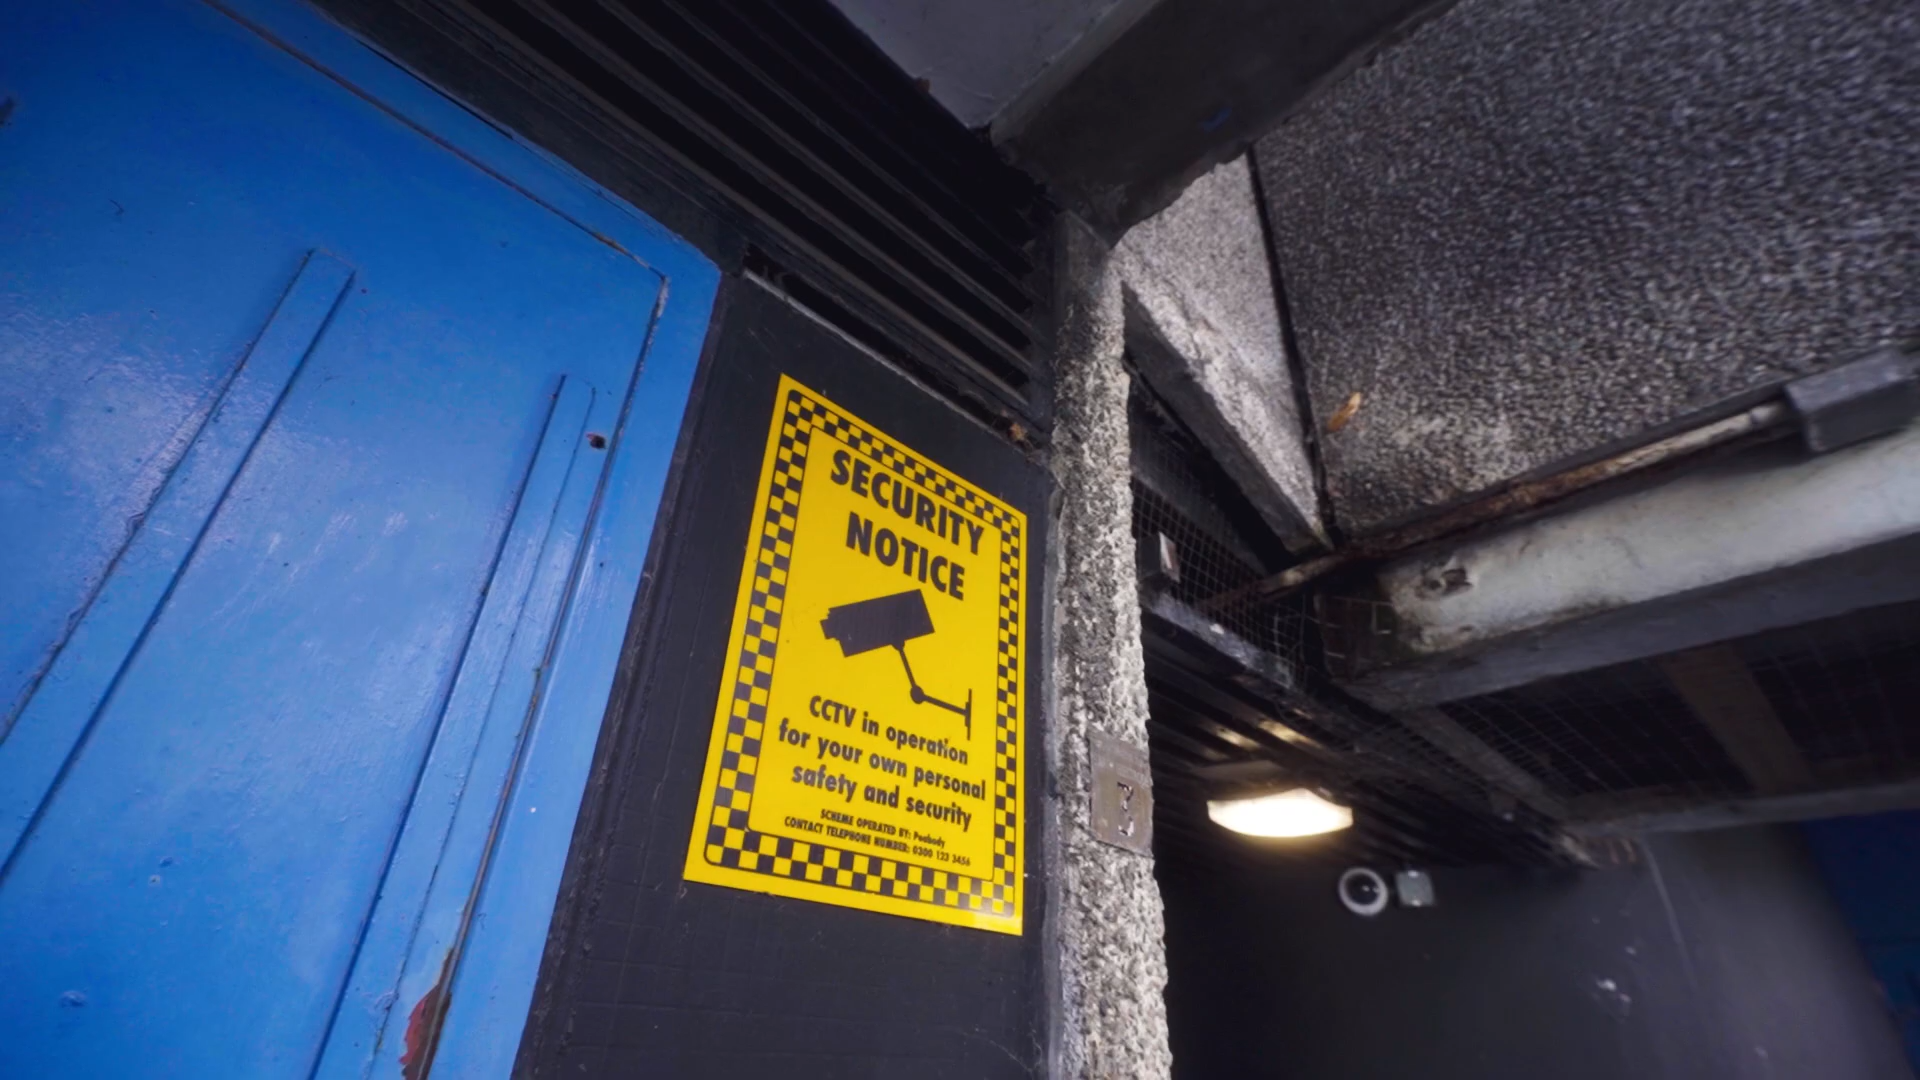 SECURITY
NOTICE
CCTV in operation
for your own personal
safety and security
SCHEME OPERATED BY: Peabody
CONTACT TELEPHONE NUMBER: 0300 123 3456
3